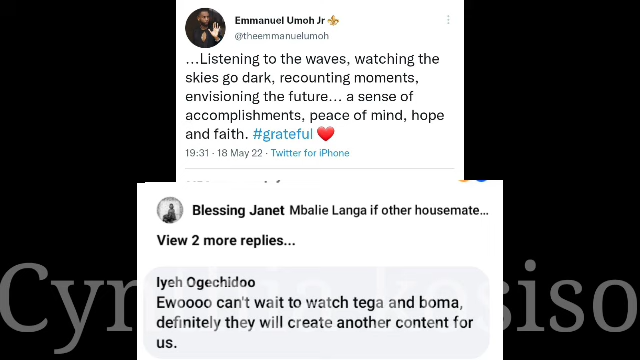 Emmanuel Umoh Jr ⚜
@theemmanuelumoh
...Listening to the waves, watching the
skies go dark, recounting moments,
envisioning the future... a sense of
accomplishments, peace of mind, hope
and faith. #grateful ❤
19:31 · 18 May 22 · Twitter for iPhone
Blessing Janet Mbalie Langa if other housemate...
View 2 more replies...
Iyeh Ogechidoo
Ewoooo can't wait to watch tega and boma,
definitely they will create another content for
us.